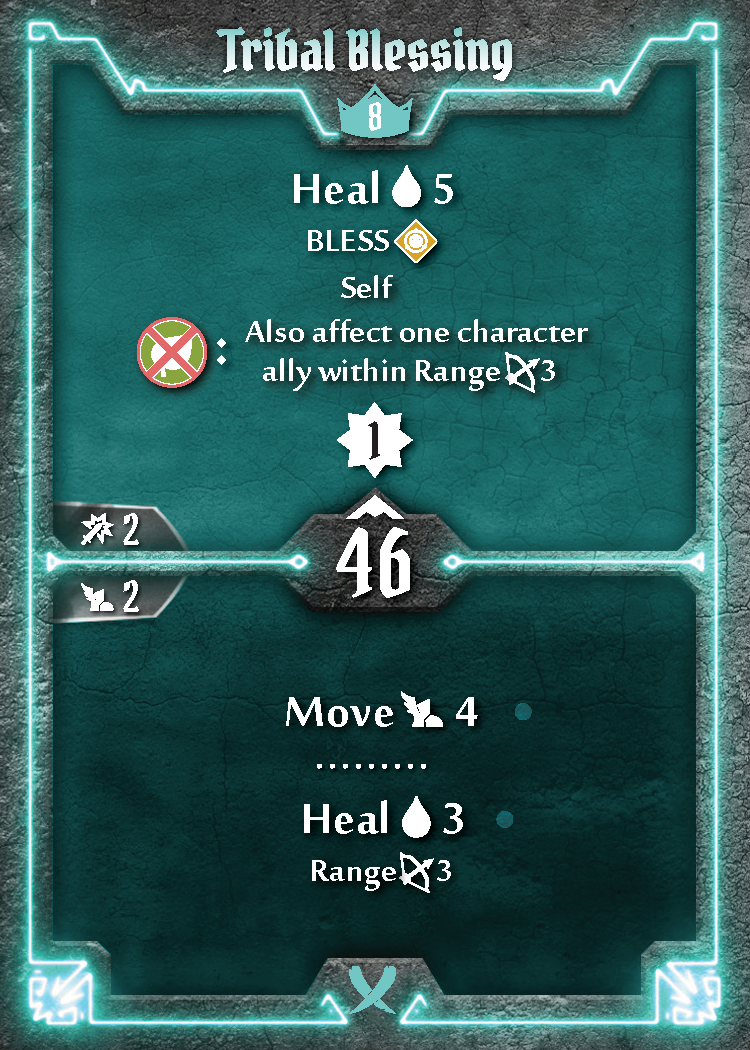 Tribal Blessing
8
Heal 5
BLESS
Self
: Also affect one character
ally within Range 3
1
2
46
2
Move 4
Heal 3
Range 3